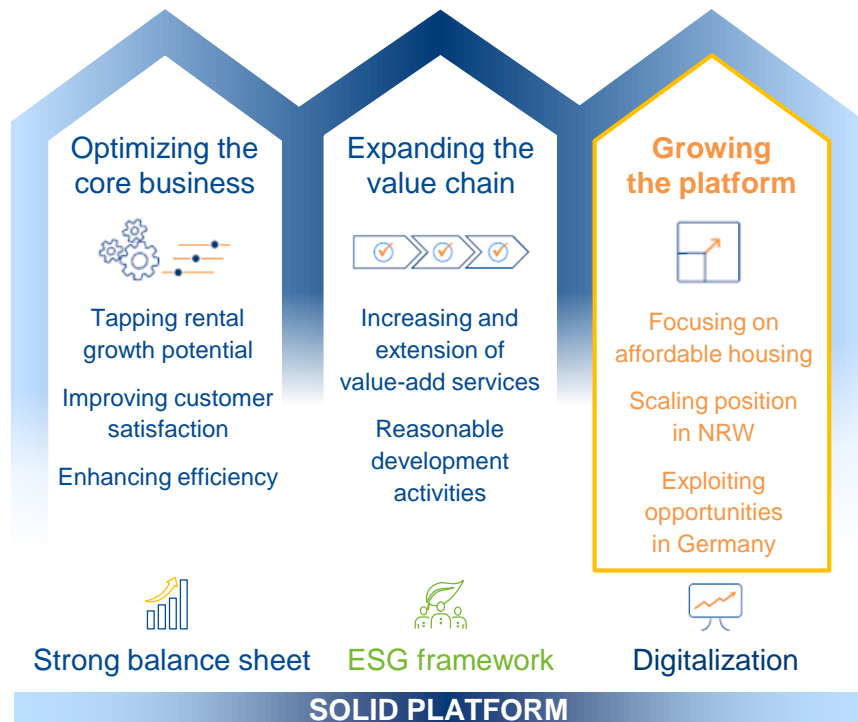 Optimizing the
core business
Tapping rental
growth potential
Improving customer
satisfaction
Enhancing efficiency
Expanding the
value chain
Increasing and
extension of
value-add services
Reasonable
development
activities
Growing
the platform
Focusing on
affordable housing
Scaling position
in NRW
Exploiting
opportunities
in Germany
Strong balance sheet
ESG framework
Digitalization
SOLID PLATFORM